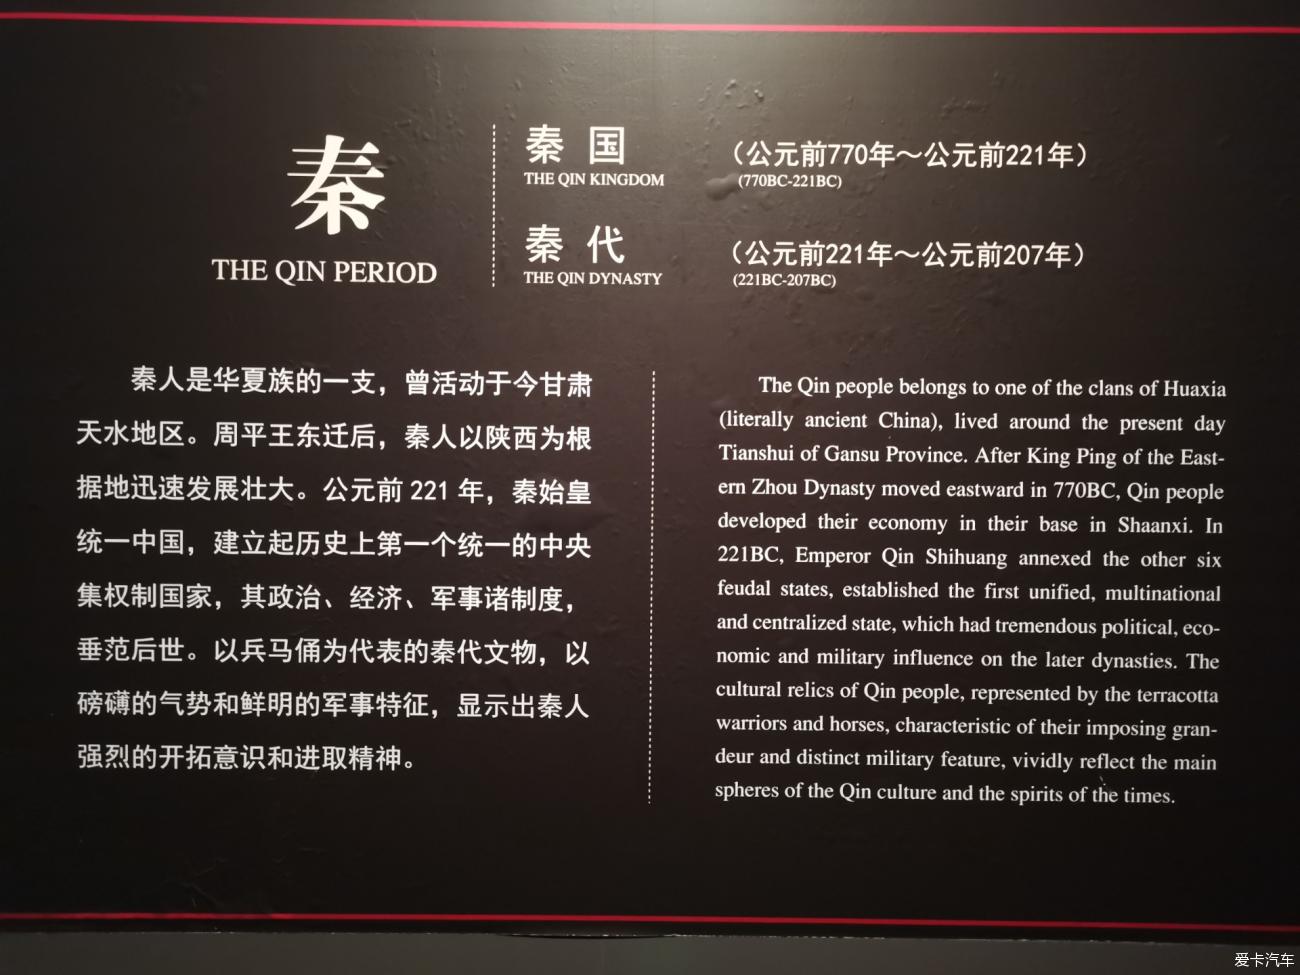 秦
THE QIN PERIOD
秦 国 （公元前770年～公元前221年）
THE QIN KINGDOM (770BC-221BC)
秦 代 （公元前221年～公元前207年）
THE QIN DYNASTY (221BC-207BC)
秦人是华夏族的一支，曾活动于今甘肃
天水地区。周平王东迁后，秦人以陕西为根
据地迅速发展壮大。公元前 221 年，秦始皇
统一中国，建立起历史上第一个统一的中央
集权制国家，其政治、经济、军事诸制度，
垂范后世。以兵马俑为代表的秦代文物，以
磅礴的气势和鲜明的军事特征，显示出秦人
强烈的开拓意识和进取精神。
The Qin people belongs to one of the clans of Huaxia
(literally ancient China), lived around the present day
Tianshui of Gansu Province. After King Ping of the East-
ern Zhou Dynasty moved eastward in 770BC, Qin people
developed their economy in their base in Shaanxi. In
221BC, Emperor Qin Shihuang annexed the other six
feudal states, established the first unified, multinational
and centralized state, which had tremendous political, eco-
nomic and military influence on the later dynasties. The
cultural relics of Qin people, represented by the terracotta
warriors and horses, characteristic of their imposing gran-
deur and distinct military feature, vividly reflect the main
spheres of the Qin culture and the spirits of the times.
爱卡汽车